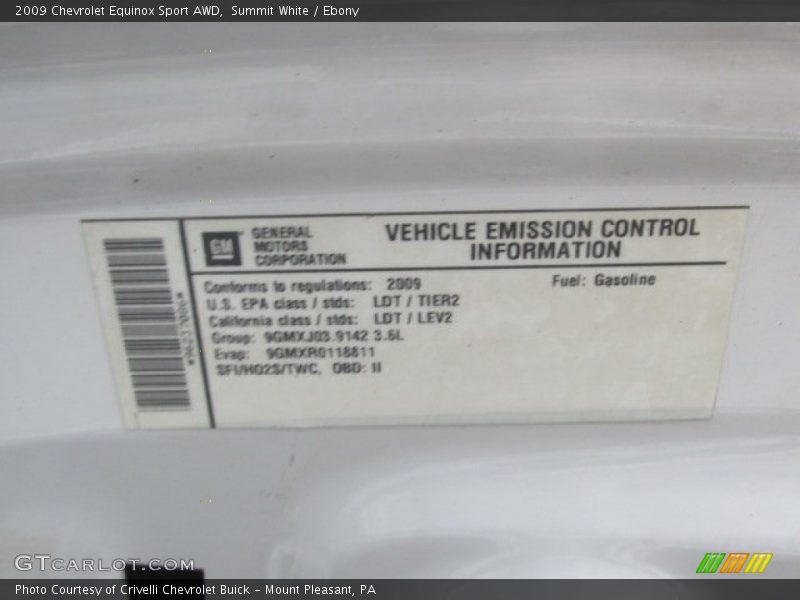 2009 Chevrolet Equinox Sport AWD, Summit White / Ebony
GM
GENERAL
MOTORS
CORPORATION
VEHICLE EMISSION CONTROL
INFORMATION
Conforms to regulations: 2009
Fuel: Gasoline
U.S. EPA class / stds: LDT / TIER2
California class / stds: LDT / LEV2
Group: 9GMXJ03.9142 3.6L
Evap: 9GMXR0118811
SFI/HO2S/TWC, OBD: II
GTCARLOT.COM
Photo Courtesy of Crivelli Chevrolet Buick - Mount Pleasant, PA